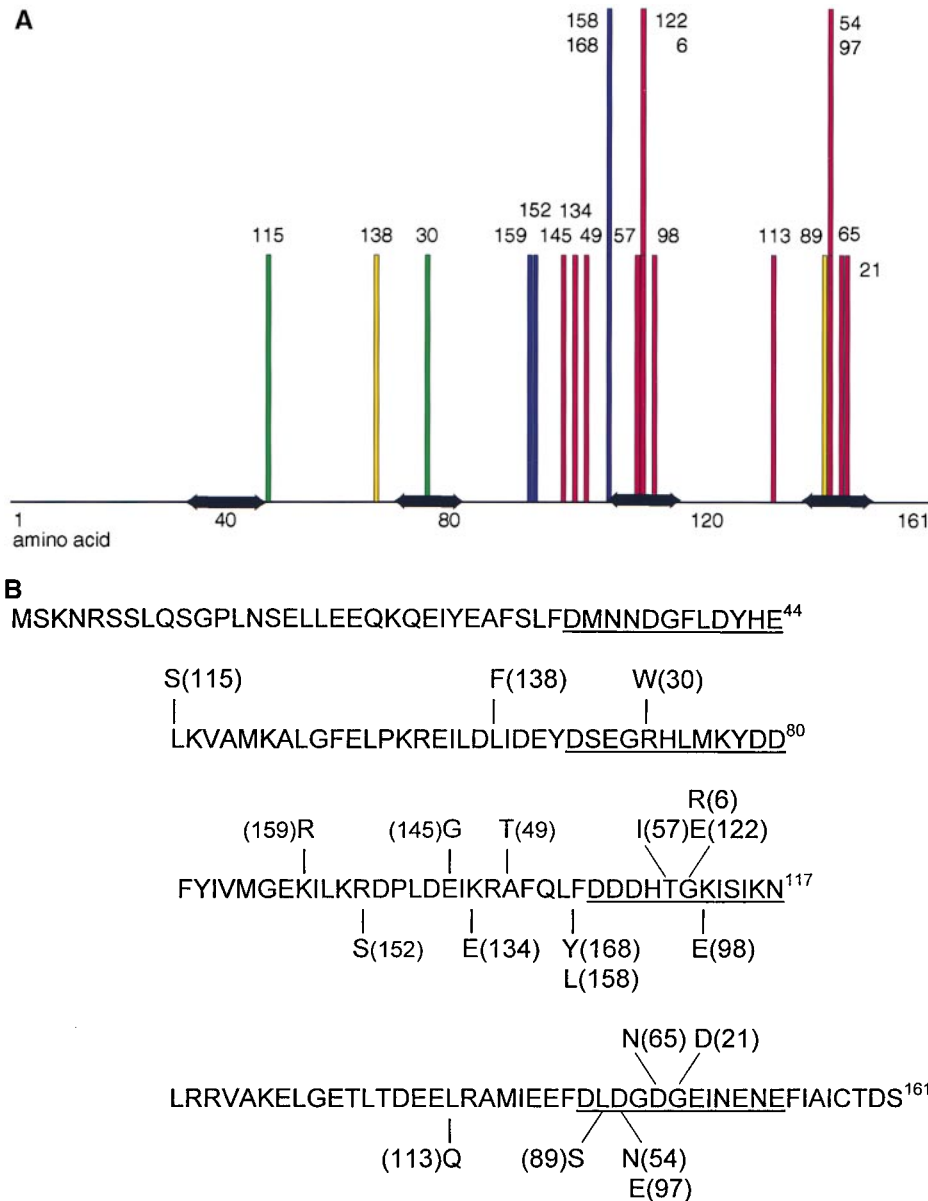 A
158 122 54
168 6 97
152 134
115 138 30 159 145 49 57 98 113 89 65
21
1 40 80 120 161
amino acid
B
MSKNRSSLQSGPLNSELLEEQKQEIYEAFSLFDMNNDGFLDYHE44
S(115) F(138) W(30)
LKVAMKALGFELPKREILDLIDEYDSEGRHLMKYDD80
R(6)
(159)R (145)G T(49) I(57)E(122)
FYIVMGEKILKRDPLDEIKRAFQLFDDDHTGKISIKN117
S(152) E(134) Y(168) E(98)
L(158)
N(65) D(21)
LRRVAKELGETLTDEELRAMIEEFDLDGDGEINENEFIAICTDS161
(113)Q (89)S N(54)
E(97)